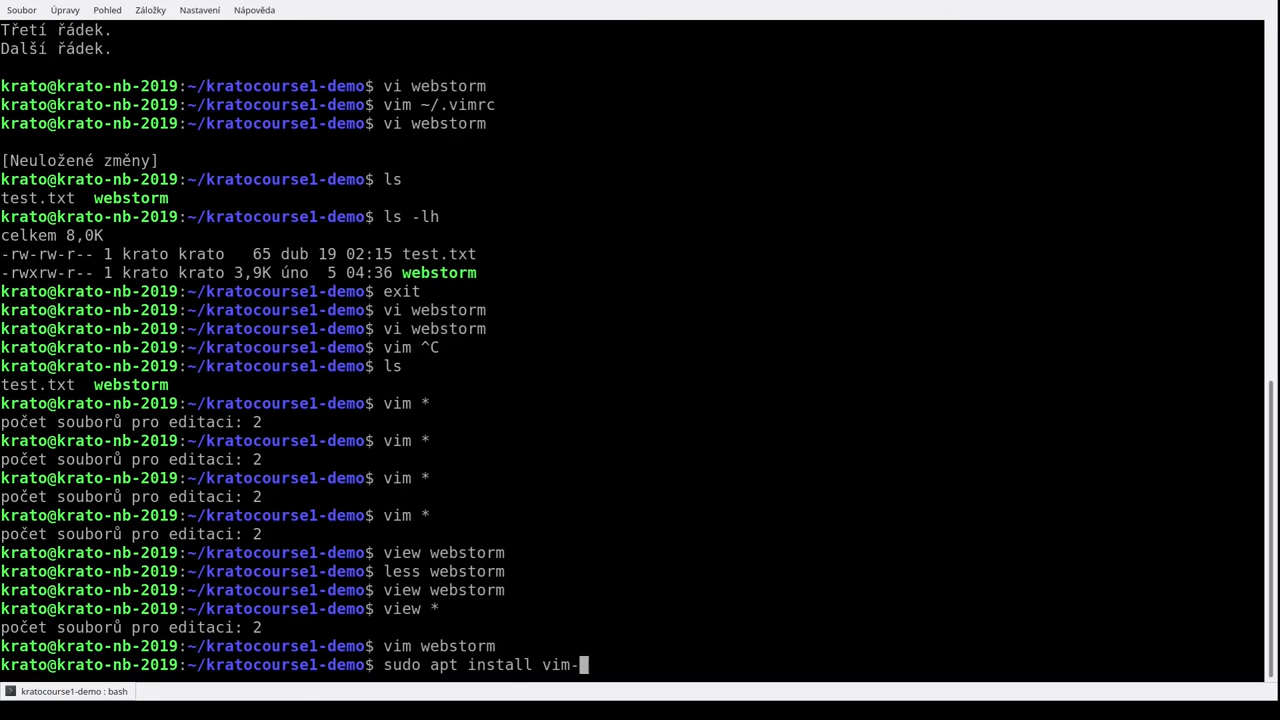 Soubor Úpravy Pohled Záložky Nastavení Nápověda
Třetí řádek.
Další řádek.
krato@krato-nb-2019:~/kratocourse1-demo$ vi webstorm
krato@krato-nb-2019:~/kratocourse1-demo$ vim ~/.vimrc
krato@krato-nb-2019:~/kratocourse1-demo$ vi webstorm
[Neuložené změny]
krato@krato-nb-2019:~/kratocourse1-demo$ ls
test.txt  webstorm
krato@krato-nb-2019:~/kratocourse1-demo$ ls -lh
celkem 8,0K
-rw-rw-r-- 1 krato krato   65 dub 19 02:15 test.txt
-rwxrw-r-- 1 krato krato 3,9K úno  5 04:36 webstorm
krato@krato-nb-2019:~/kratocourse1-demo$ exit
krato@krato-nb-2019:~/kratocourse1-demo$ vi webstorm
krato@krato-nb-2019:~/kratocourse1-demo$ vi webstorm
krato@krato-nb-2019:~/kratocourse1-demo$ vim ^C
krato@krato-nb-2019:~/kratocourse1-demo$ ls
test.txt  webstorm
krato@krato-nb-2019:~/kratocourse1-demo$ vim *
počet souborů pro editaci: 2
krato@krato-nb-2019:~/kratocourse1-demo$ vim *
počet souborů pro editaci: 2
krato@krato-nb-2019:~/kratocourse1-demo$ vim *
počet souborů pro editaci: 2
krato@krato-nb-2019:~/kratocourse1-demo$ vim *
počet souborů pro editaci: 2
krato@krato-nb-2019:~/kratocourse1-demo$ view webstorm
krato@krato-nb-2019:~/kratocourse1-demo$ less webstorm
krato@krato-nb-2019:~/kratocourse1-demo$ view webstorm
krato@krato-nb-2019:~/kratocourse1-demo$ view *
počet souborů pro editaci: 2
krato@krato-nb-2019:~/kratocourse1-demo$ vim webstorm
krato@krato-nb-2019:~/kratocourse1-demo$ sudo apt install vim-
kratocourse1-demo : bash